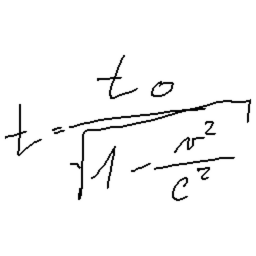 t = t₀ / √(1 - v²/c²)